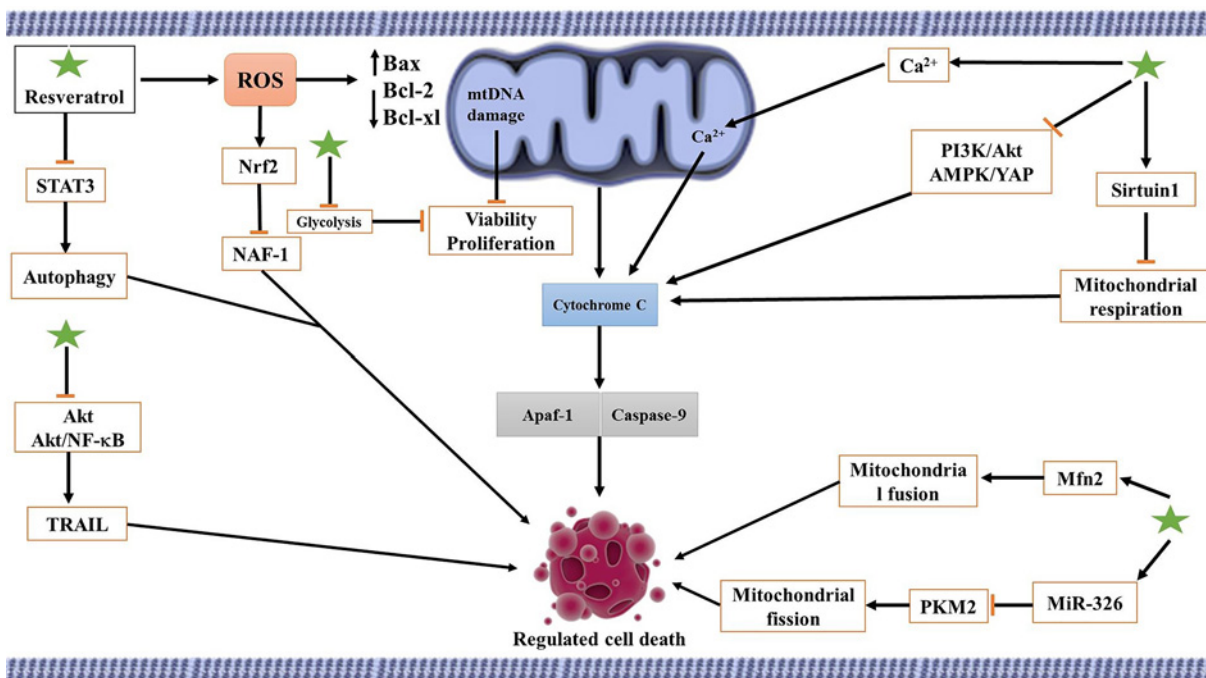 Resveratrol
ROS
Bax
Bcl-2
Bcl-xl
mtDNA
damage
Ca²⁺
Ca²⁺
STAT3
Nrf2
Glycolysis
Viability
Proliferation
PI3K/Akt
AMPK/YAP
Sirtuin1
Autophagy
NAF-1
Cytochrome C
Mitochondrial
respiration
Akt
Akt/NF-κB
Apaf-1
Caspase-9
TRAIL
Mitochondria
l fusion
Mfn2
Mitochondrial
fission
PKM2
MiR-326
Regulated cell death